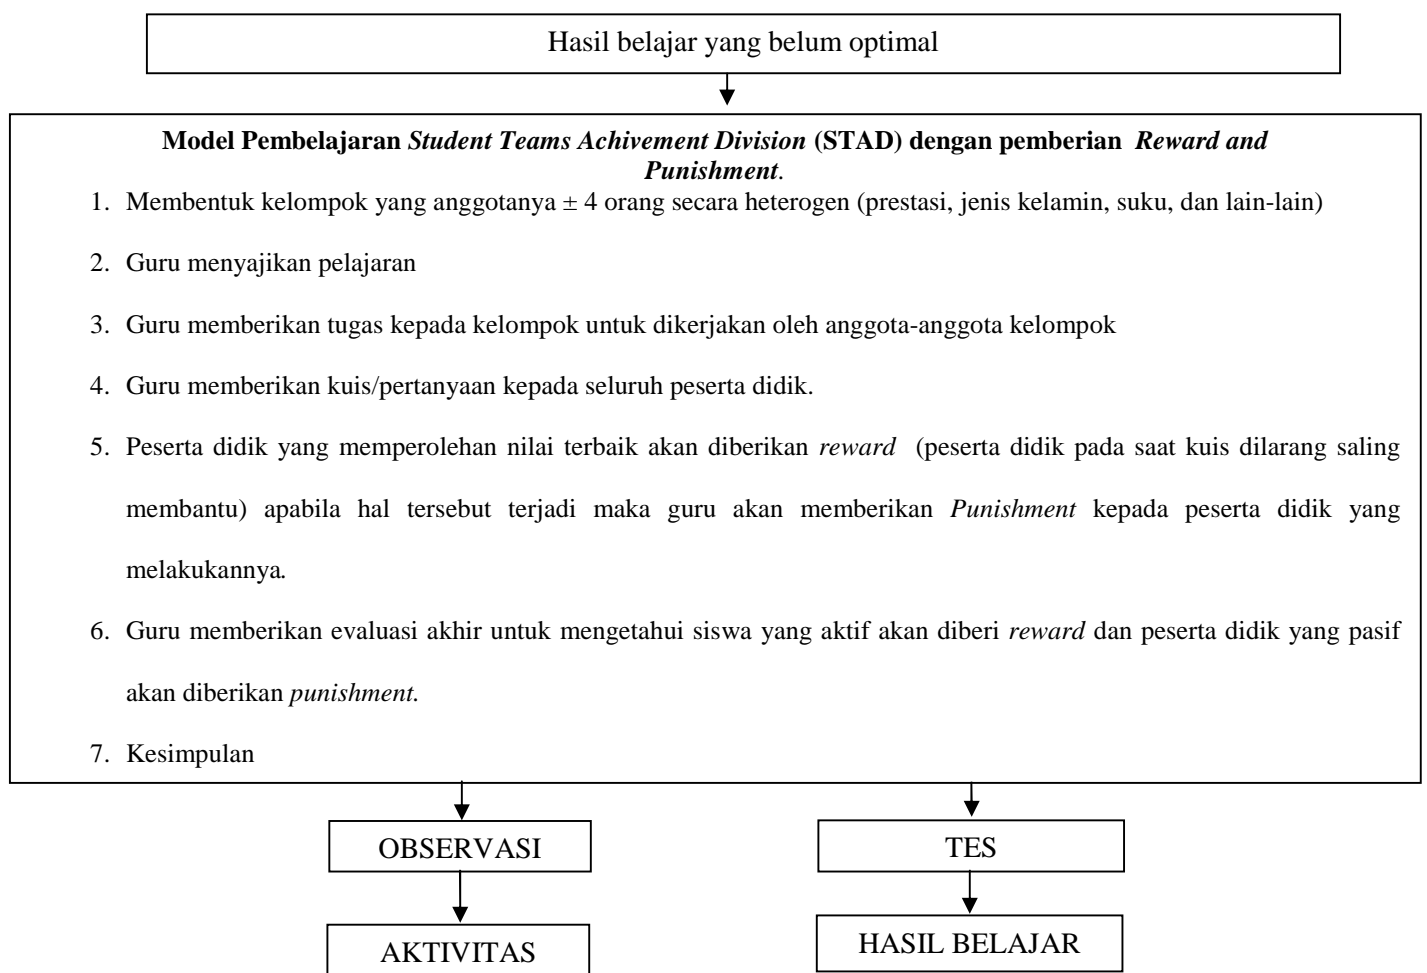 Hasil belajar yang belum optimal
Model Pembelajaran Student Teams Achivement Division (STAD) dengan pemberian Reward and
Punishment.
1. Membentuk kelompok yang anggotanya ± 4 orang secara heterogen (prestasi, jenis kelamin, suku, dan lain-lain)
2. Guru menyajikan pelajaran
3. Guru memberikan tugas kepada kelompok untuk dikerjakan oleh anggota-anggota kelompok
4. Guru memberikan kuis/pertanyaan kepada seluruh peserta didik.
5. Peserta didik yang memperolehan nilai terbaik akan diberikan reward (peserta didik pada saat kuis dilarang saling
membantu) apabila hal tersebut terjadi maka guru akan memberikan Punishment kepada peserta didik yang
melakukannya.
6. Guru memberikan evaluasi akhir untuk mengetahui siswa yang aktif akan diberi reward dan peserta didik yang pasif
akan diberikan punishment.
7. Kesimpulan
OBSERVASI
TES
AKTIVITAS
HASIL BELAJAR